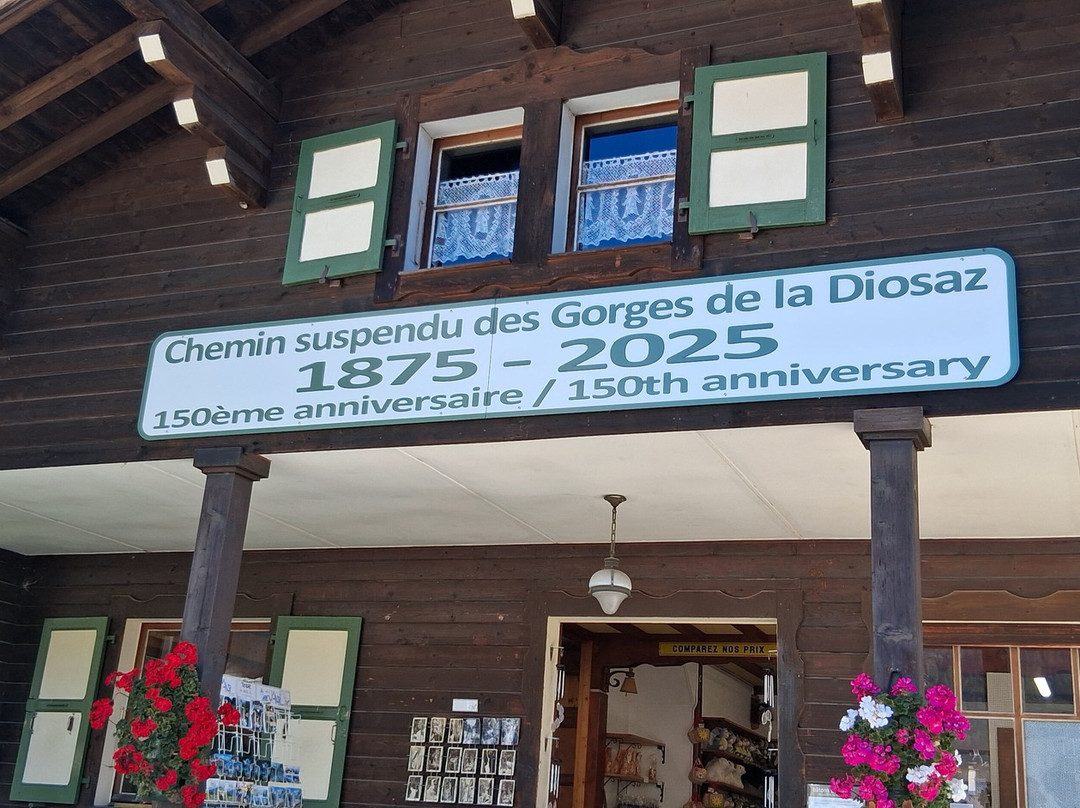 Chemin suspendu des Gorges de la Diosaz
1875 - 2025
150ème anniversaire / 150th anniversary
COMPAREZ NOS PRIX